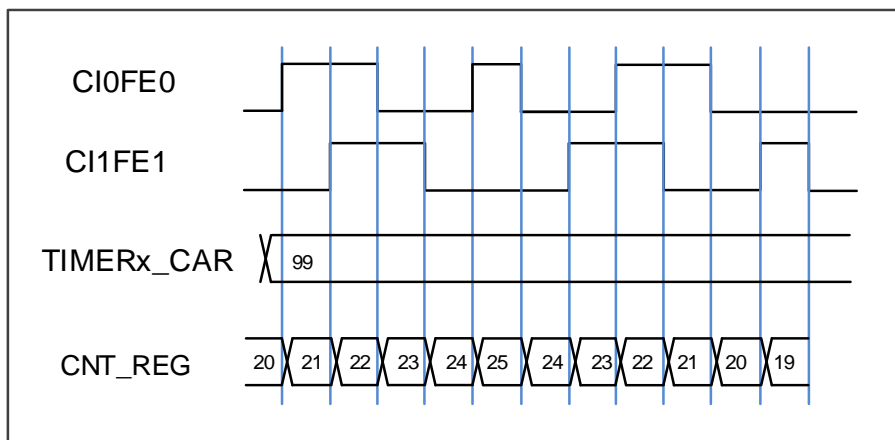 CI0FE0
CI1FE1
TIMERx_CAR 99
CNT_REG 20 21 22 23 24 25 24 23 22 21 20 19